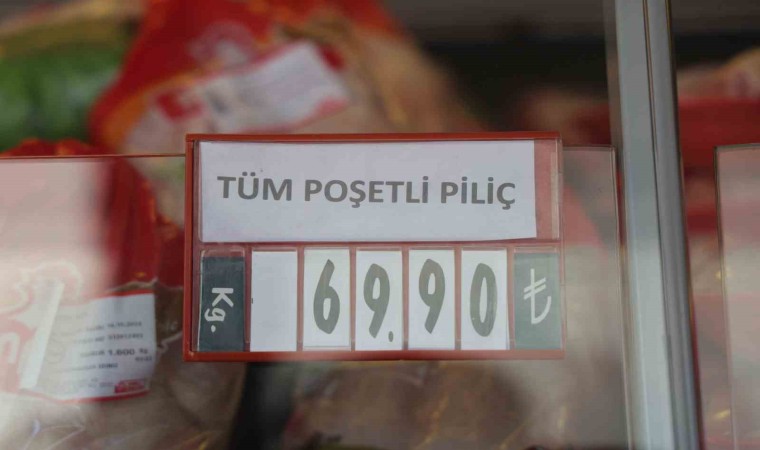 TÜM POŞETLİ PİLİÇ
Kg. 69.90 ₺